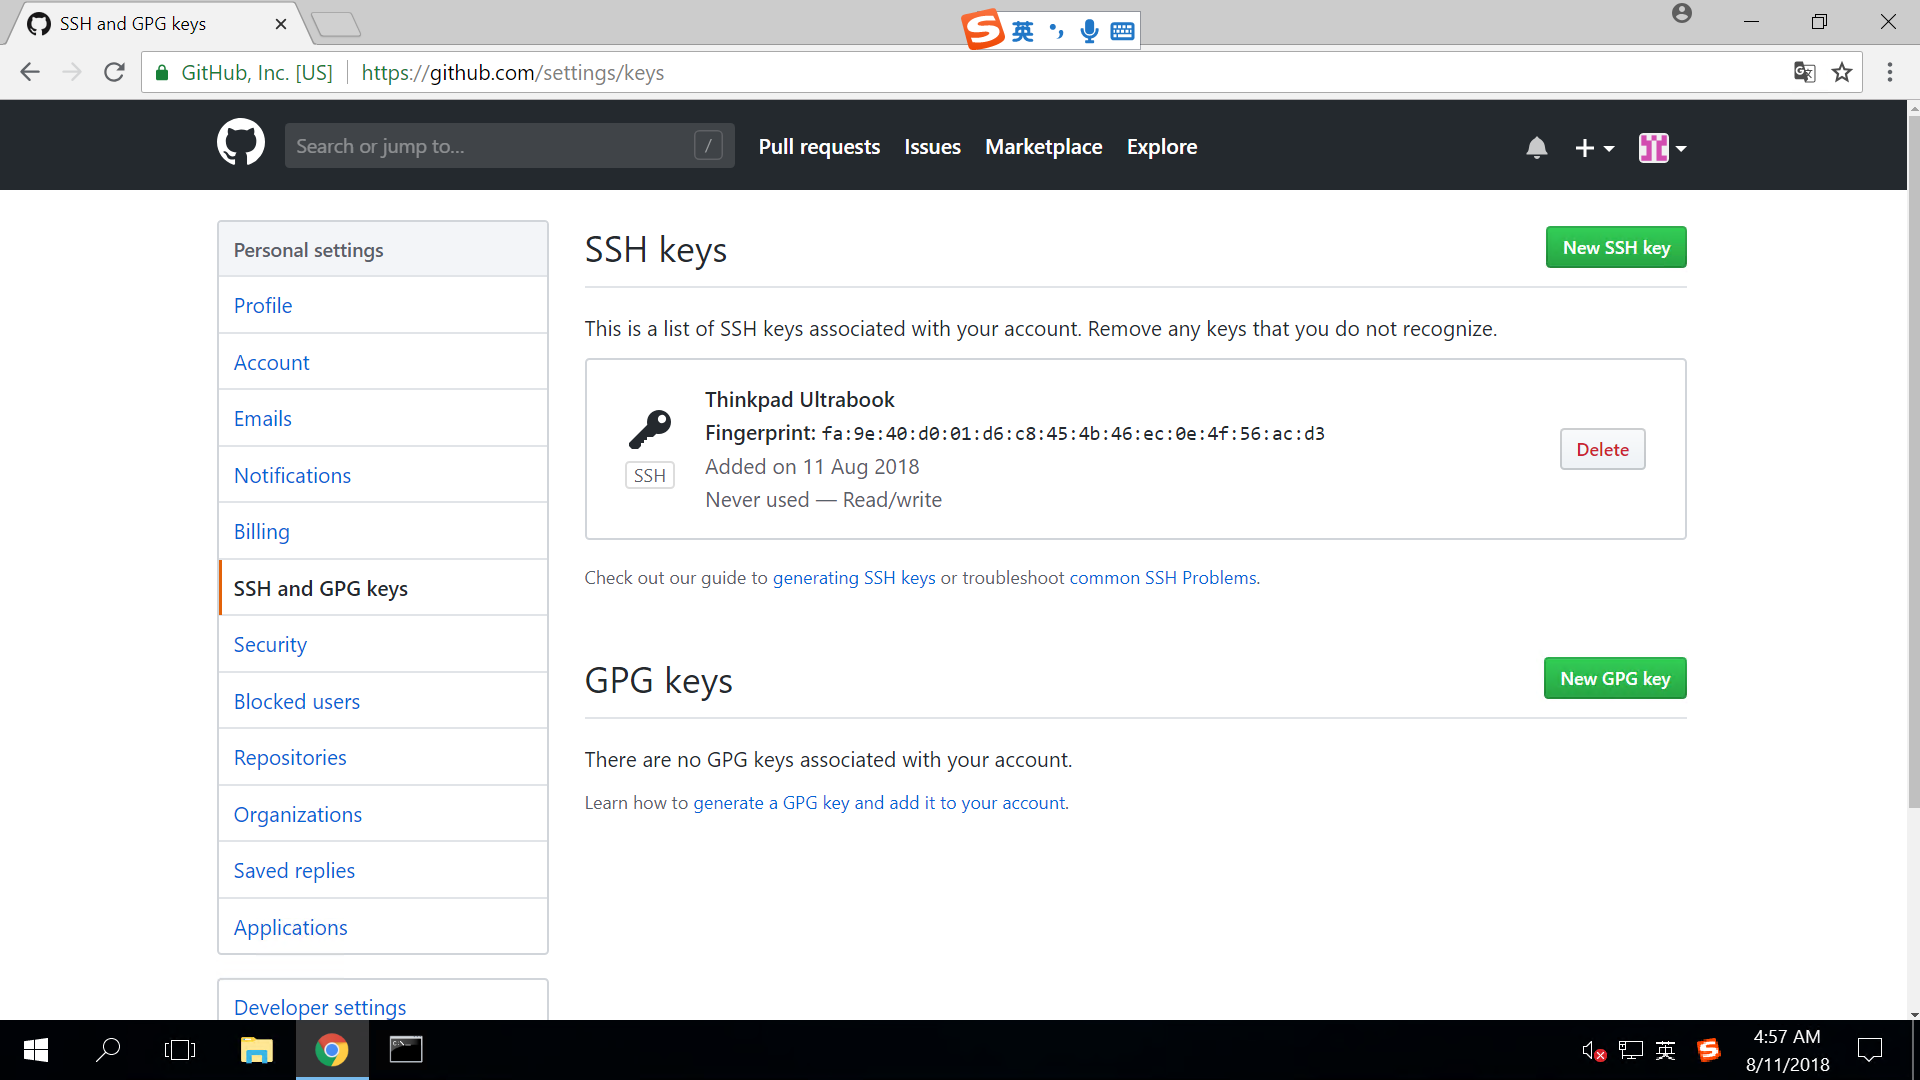 SSH and GPG keys
英
GitHub, Inc. [US]
https://github.com/settings/keys
Search or jump to...
/
Pull requests
Issues
Marketplace
Explore
Personal settings
Profile
Account
Emails
Notifications
Billing
SSH and GPG keys
Security
Blocked users
Repositories
Organizations
Saved replies
Applications
Developer settings
SSH keys
New SSH key
This is a list of SSH keys associated with your account. Remove any keys that you do not recognize.
SSH
Thinkpad Ultrabook
Fingerprint: fa:9e:40:d0:01:d6:c8:45:4b:46:ec:0e:4f:56:ac:d3
Added on 11 Aug 2018
Never used — Read/write
Delete
Check out our guide to generating SSH keys or troubleshoot common SSH Problems.
GPG keys
New GPG key
There are no GPG keys associated with your account.
Learn how to generate a GPG key and add it to your account.
英
4:57 AM
8/11/2018